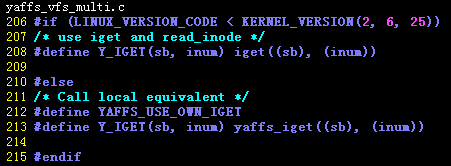 yaffs_vfs_multi.c
206 #if (LINUX_VERSION_CODE < KERNEL_VERSION(2, 6, 25))
207 /* use iget and read_inode */
208 #define Y_IGET(sb, inum) iget((sb), (inum))
209
210 #else
211 /* Call local equivalent */
212 #define YAFFS_USE_OWN_IGET
213 #define Y_IGET(sb, inum) yaffs_iget((sb), (inum))
214
215 #endif